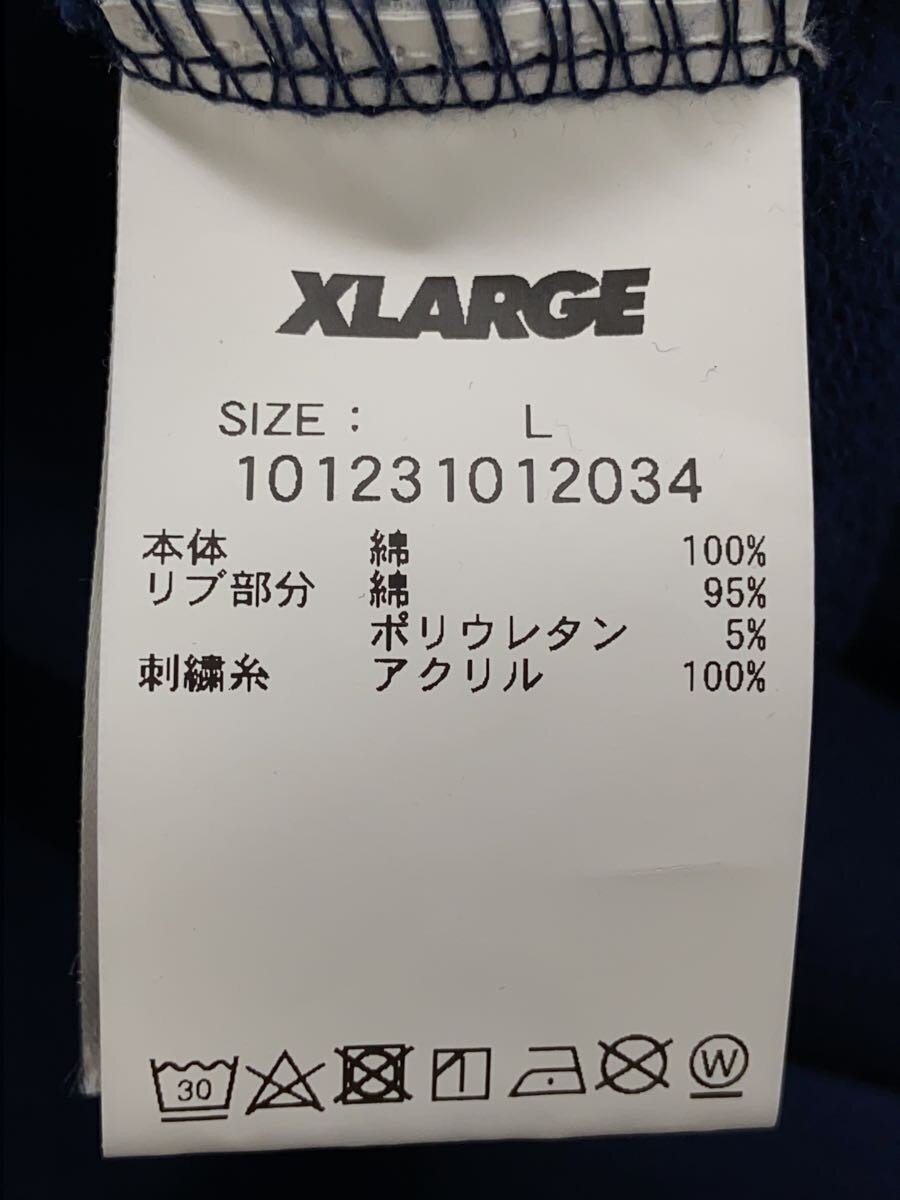 XLARGE
SIZE : L
101231012034
本体 綿 100%
リブ部分 綿 95%
ポリウレタン 5%
刺繍糸 アクリル 100%
30 W